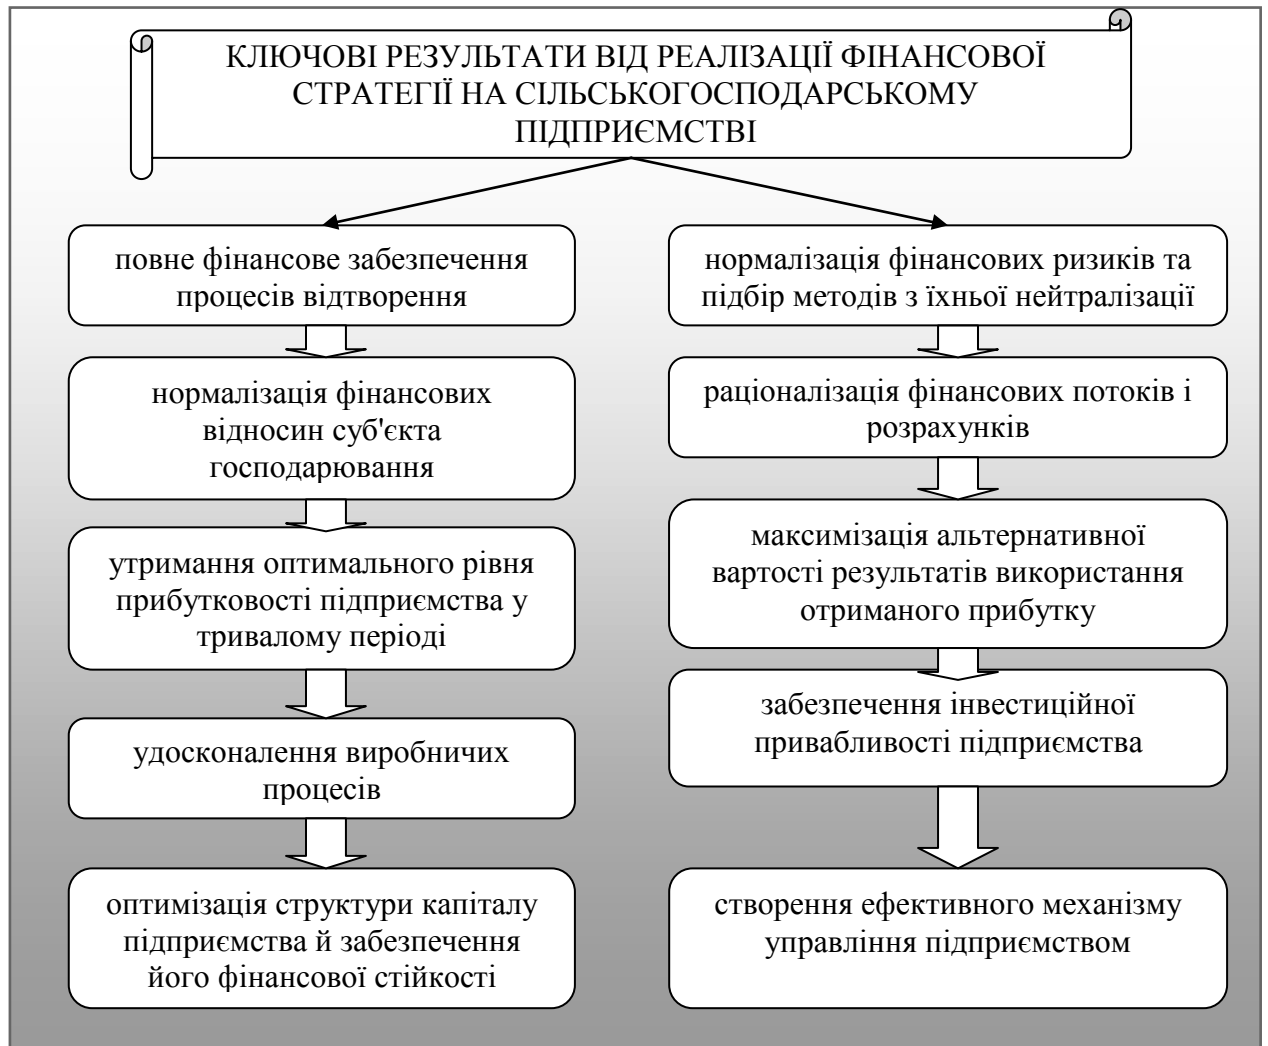 КЛЮЧОВІ РЕЗУЛЬТАТИ ВІД РЕАЛІЗАЦІЇ ФІНАНСОВОЇ
СТРАТЕГІЇ НА СІЛЬСЬКОГОСПОДАРСЬКОМУ
ПІДПРИЄМСТВІ
повне фінансове забезпечення
процесів відтворення
нормалізація фінансових
відносин суб'єкта
господарювання
утримання оптимального рівня
прибутковості підприємства у
тривалому періоді
удосконалення виробничих
процесів
оптимізація структури капіталу
підприємства й забезпечення
його фінансової стійкості
нормалізація фінансових ризиків та
підбір методів з їхньої нейтралізації
раціоналізація фінансових потоків і
розрахунків
максимізація альтернативної
вартості результатів використання
отриманого прибутку
забезпечення інвестиційної
привабливості підприємства
створення ефективного механізму
управління підприємством